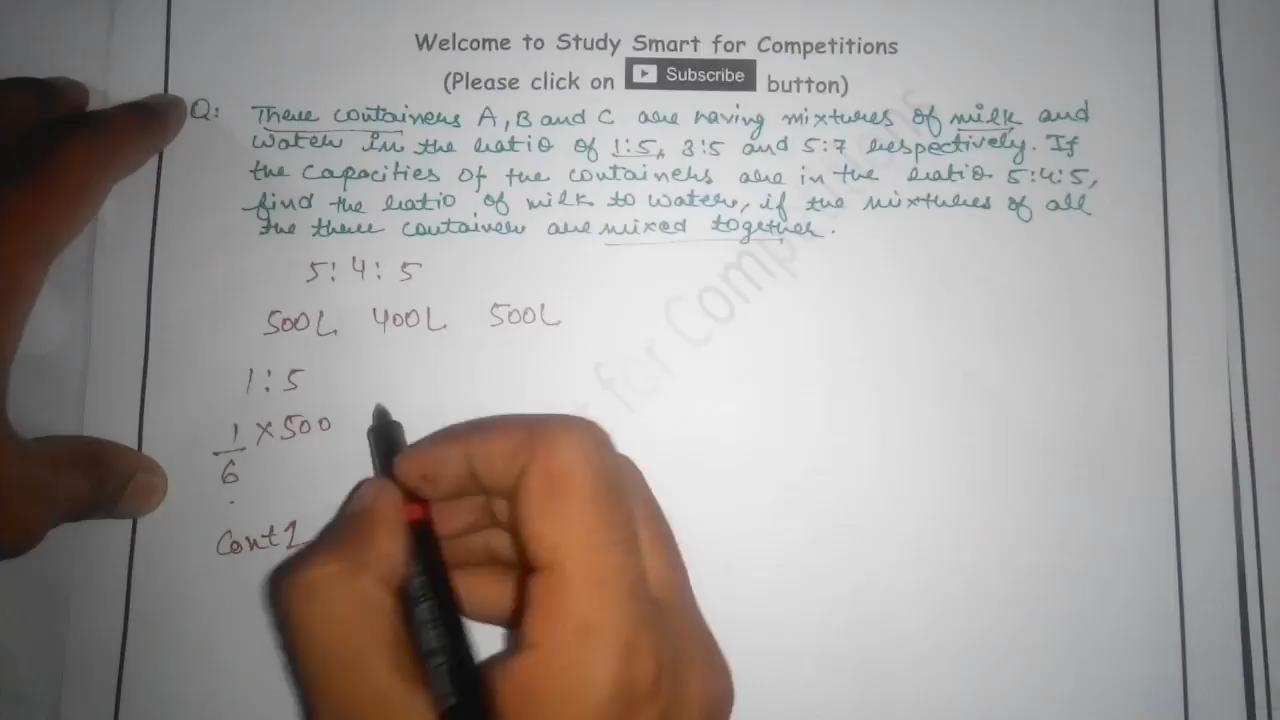 Welcome to Study Smart for Competitions
(Please click on Subscribe button)
Q: Three containers A, B and C are having mixtures of milk and
water in the ratio of 1:5, 3:5 and 5:7 respectively. If
the capacities of the containers are in the ratio 5:4:5,
find the ratio of milk to water, if the mixtures of all
the three containers are mixed together.
5:4:5
500L 400L 500L
1:5
1/6 × 500
Cont 1
for Competitions